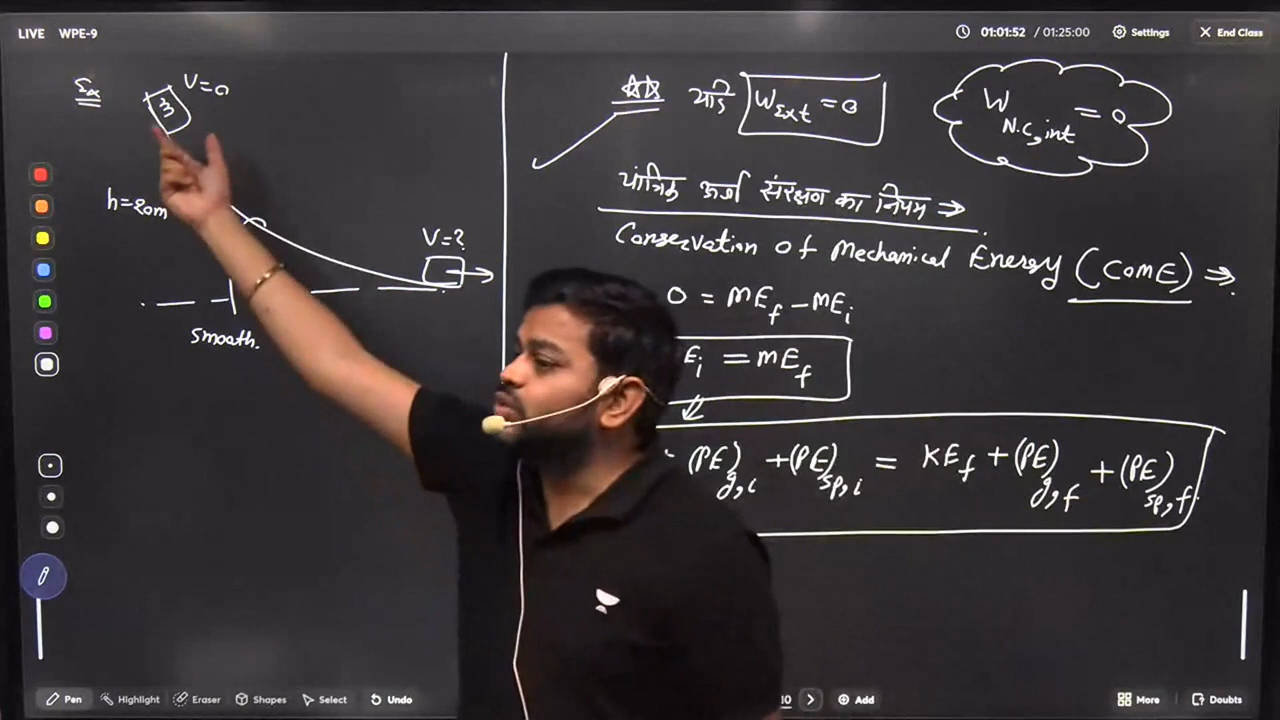 LIVE WPE-9
01:01:52 / 01:25:00 Settings End Class
Ex
3 V=0
h=20m
V=?
smooth.
यदि WExt = 0
WN.C, int = 0
यांत्रिक ऊर्जा संरक्षण का नियम ⇒
Conservation Of Mechanical Energy (COME) ⇒
0 = MEf - MEi
Ei = MEf
(PE)g,i + (PE)sp,i = KEf + (PE)g,f + (PE)sp,f
Pen Highlight Eraser Shapes Select Undo
10 Add More Doubts